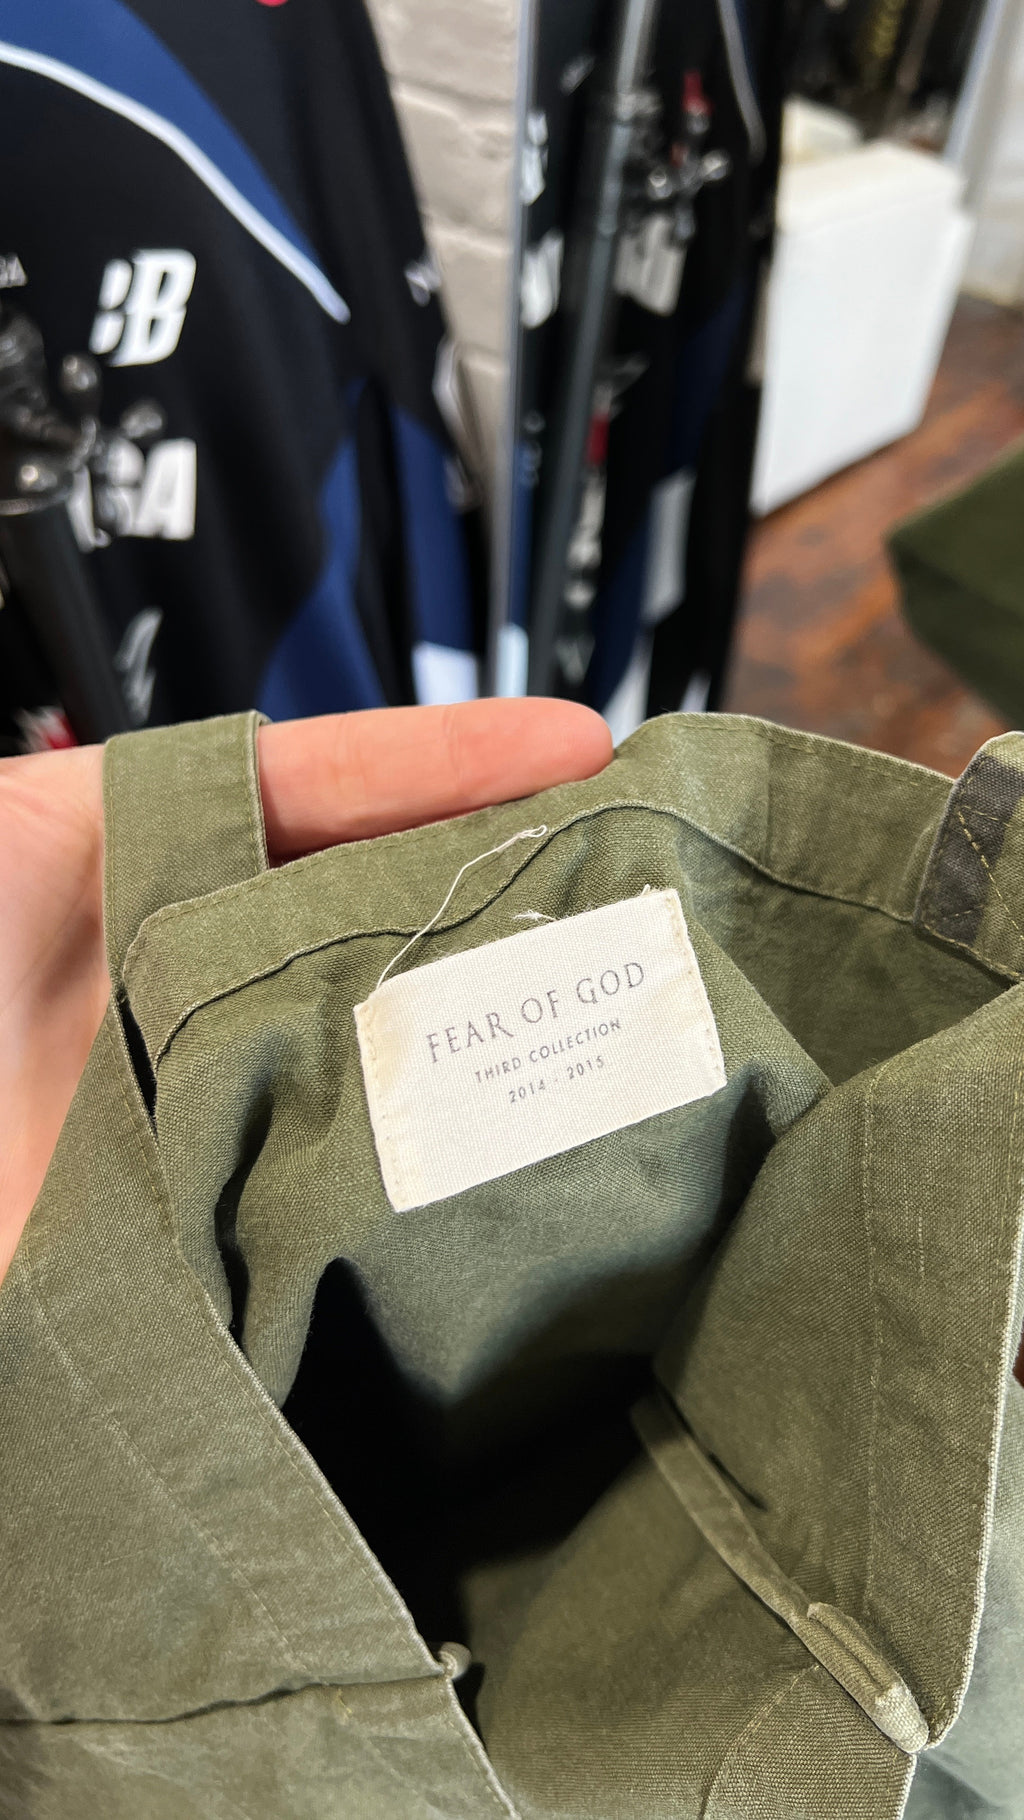 FEAR OF GOD
THIRD COLLECTION
2014 - 2015